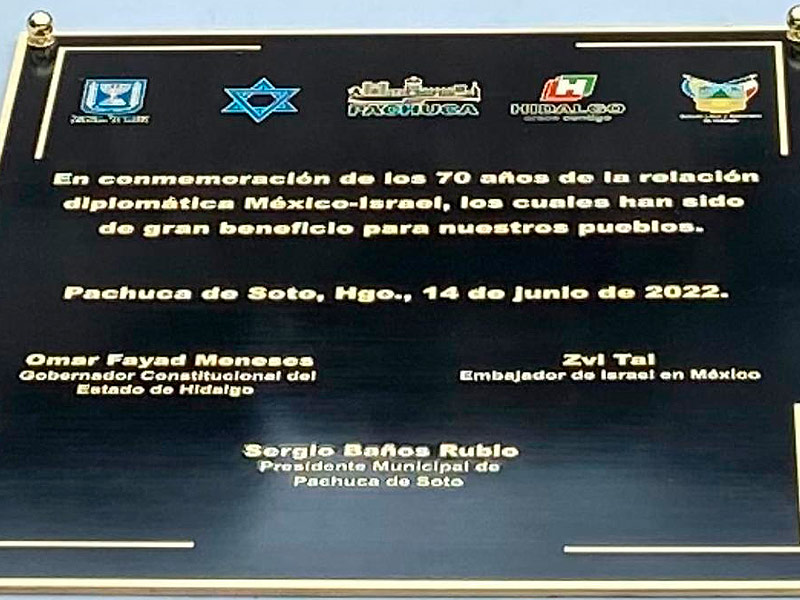 PACHUCA
HIDALGO
crece contigo
En conmemoración de los 70 años de la relación
diplomática México-Israel, los cuales han sido
de gran beneficio para nuestros pueblos.
Pachuca de Soto, Hgo., 14 de junio de 2022.
Omar Fayad Meneses
Gobernador Constitucional del
Estado de Hidalgo
Zvi Tal
Embajador de Israel en México
Sergio Baños Rubio
Presidente Municipal de
Pachuca de Soto